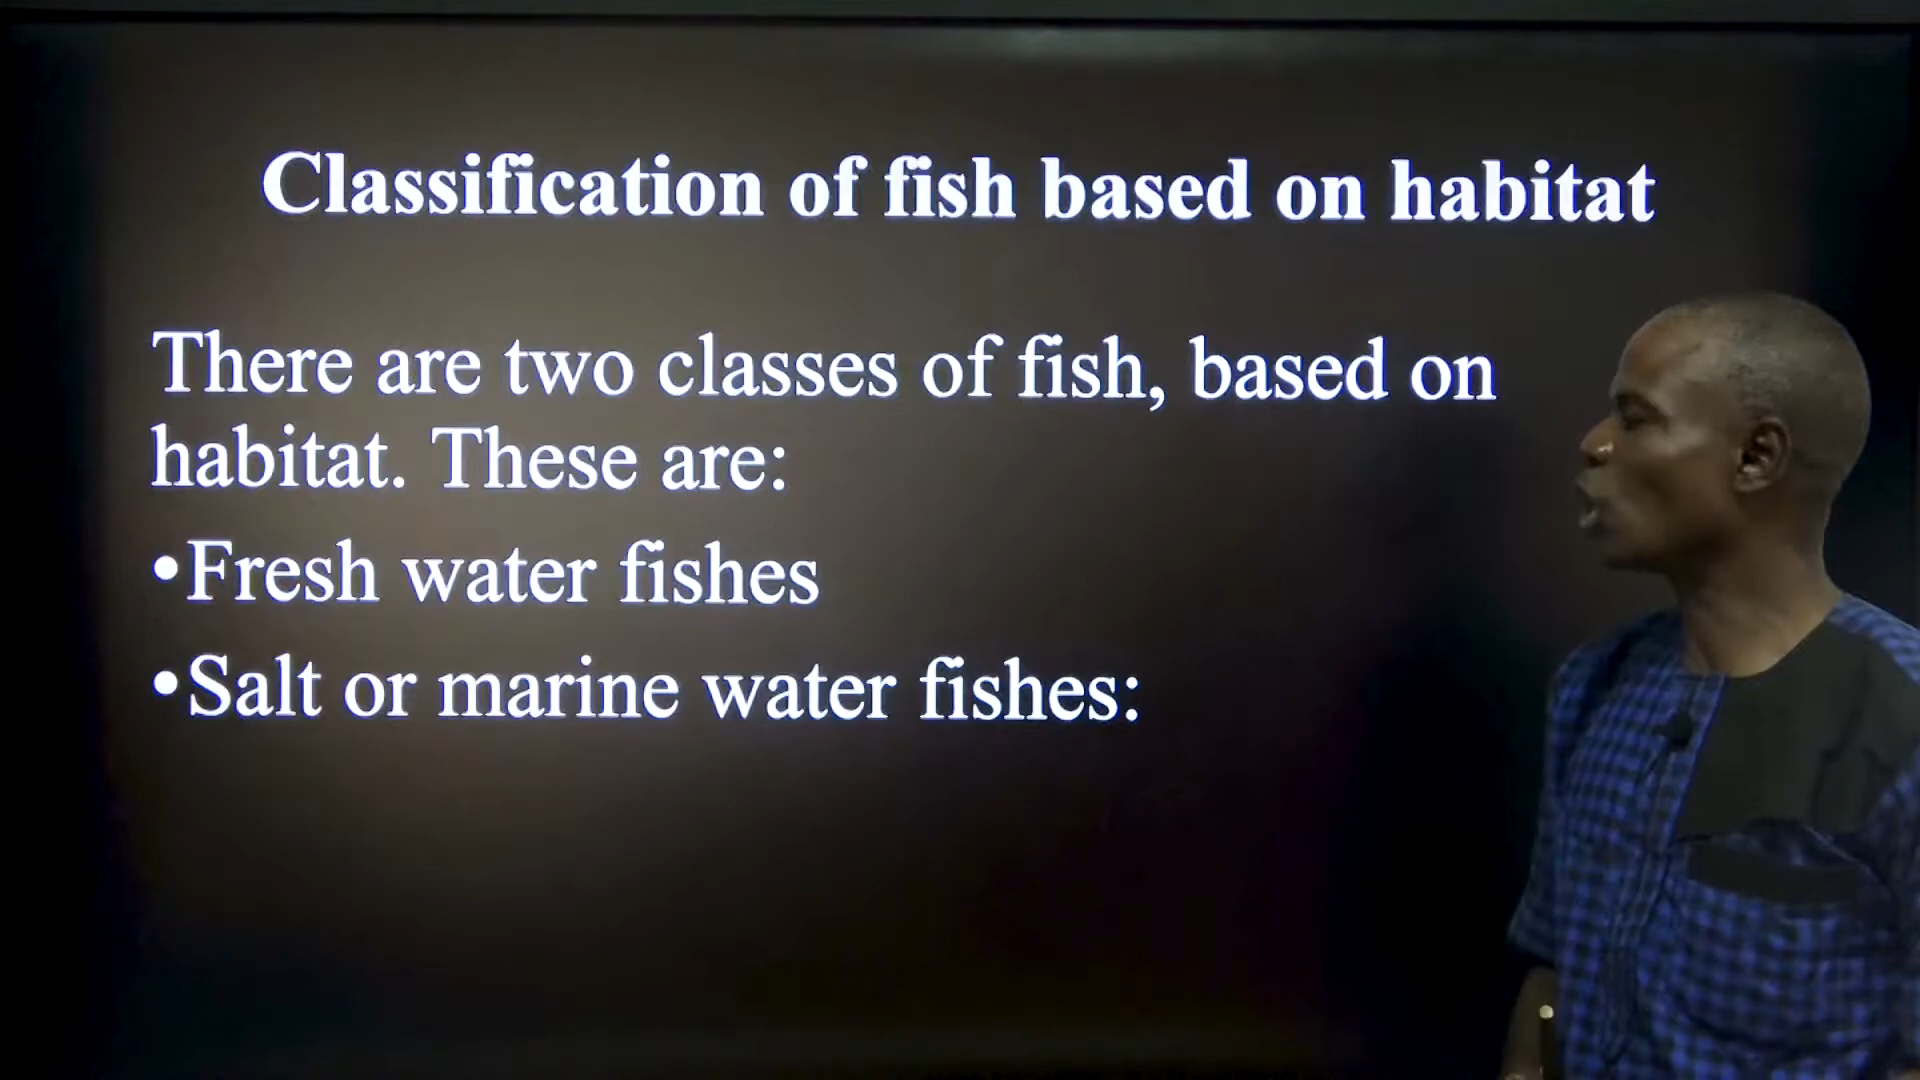 Classification of fish based on habitat
There are two classes of fish, based on
habitat. These are:
•Fresh water fishes
•Salt or marine water fishes: